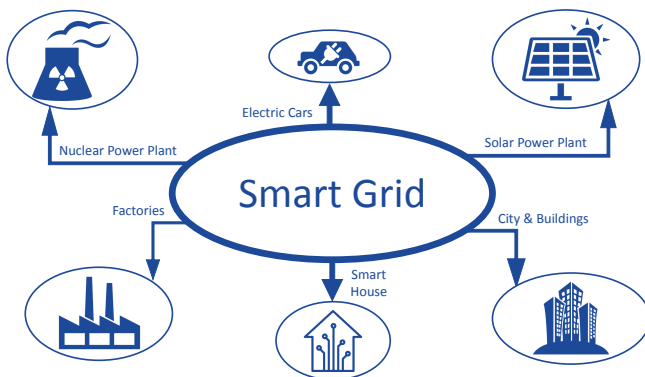 Electric Cars
Nuclear Power Plant
Solar Power Plant
Smart Grid
Factories
City & Buildings
Smart
House